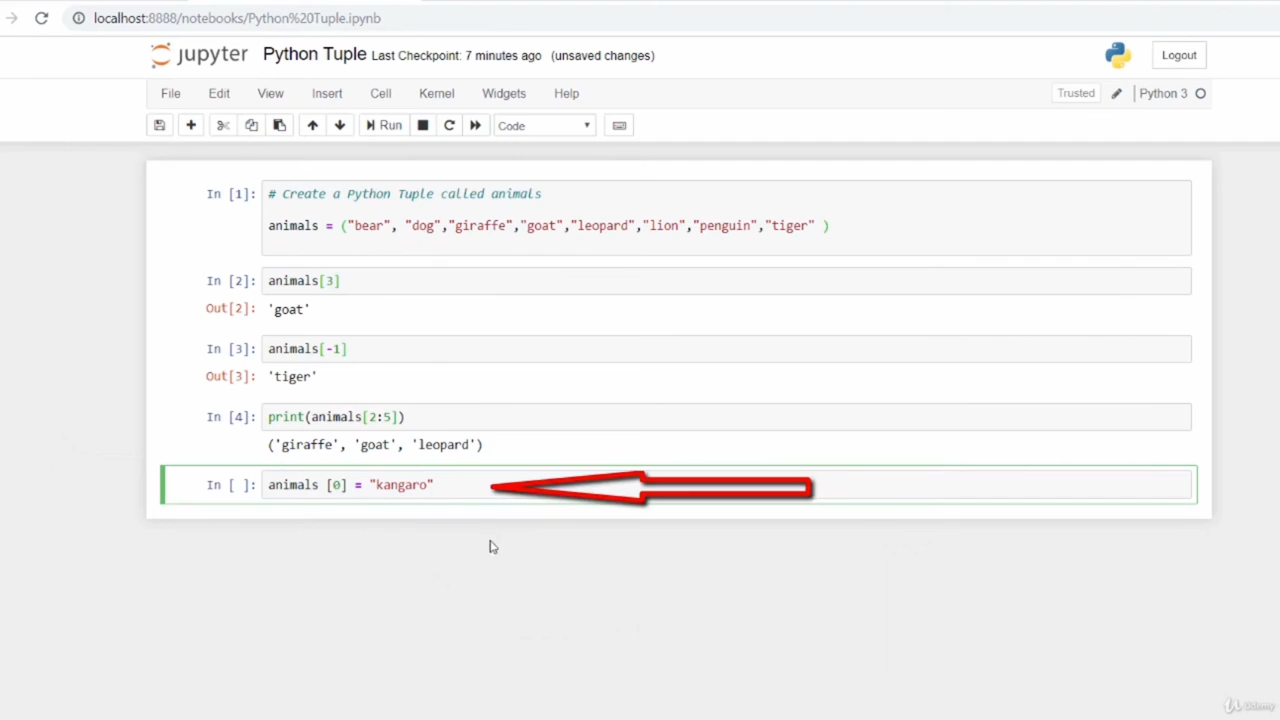 localhost:8888/notebooks/Python%20Tuple.ipynb
jupyter Python Tuple Last Checkpoint: 7 minutes ago (unsaved changes) Logout
File Edit View Insert Cell Kernel Widgets Help Trusted Python 3
Run Code
In [1]: # Create a Python Tuple called animals
animals = ("bear", "dog","giraffe","goat","leopard","lion","penguin","tiger" )
In [2]: animals[3]
Out[2]: 'goat'
In [3]: animals[-1]
Out[3]: 'tiger'
In [4]: print(animals[2:5])
('giraffe', 'goat', 'leopard')
In [ ]: animals [0] = "kangaro"
Udemy